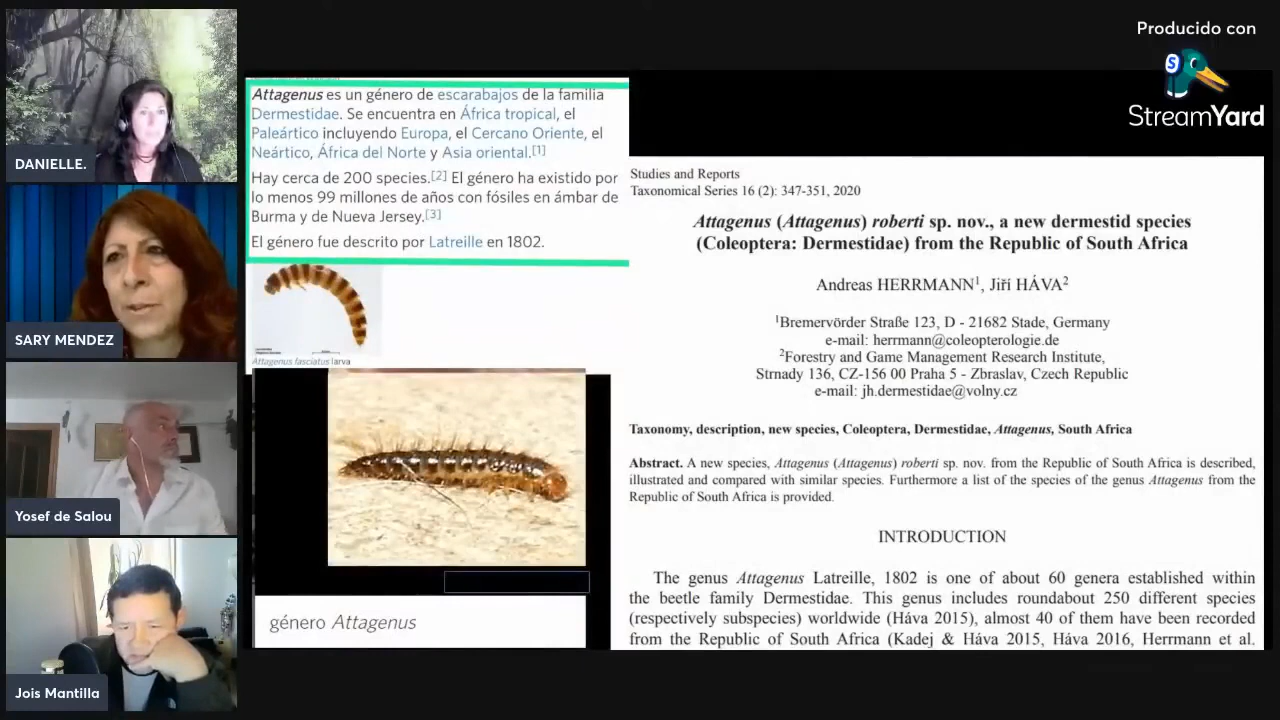 Producido con
StreamYard
DANIELLE.
SARY MENDEZ
Yosef de Salou
Jois Mantilla
Attagenus es un género de escarabajos de la familia
Dermestidae. Se encuentra en África tropical, el
Paleártico incluyendo Europa, el Cercano Oriente, el
Neártico, África del Norte y Asia oriental.[1]
Hay cerca de 200 species.[2] El género ha existido por
lo menos 99 millones de años con fósiles en ámbar de
Burma y de Nueva Jersey.[3]
El género fue descrito por Latreille en 1802.
Attagenus fasciatus larva
género Attagenus
Studies and Reports
Taxonomical Series 16 (2): 347-351, 2020
Attagenus (Attagenus) roberti sp. nov., a new dermestid species
(Coleoptera: Dermestidae) from the Republic of South Africa
Andreas HERRMANN1, Jiří HÁVA2
1Bremervörder Straße 123, D - 21682 Stade, Germany
e-mail: herrmann@coleopterologie.de
2Forestry and Game Management Research Institute,
Strnady 136, CZ-156 00 Praha 5 - Zbraslav, Czech Republic
e-mail: jh.dermestidae@volny.cz
Taxonomy, description, new species, Coleoptera, Dermestidae, Attagenus, South Africa
Abstract. A new species, Attagenus (Attagenus) roberti sp. nov. from the Republic of South Africa is described,
illustrated and compared with similar species. Furthermore a list of the species of the genus Attagenus from the
Republic of South Africa is provided.
INTRODUCTION
The genus Attagenus Latreille, 1802 is one of about 60 genera established within
the beetle family Dermestidae. This genus includes roundabout 250 different species
(respectively subspecies) worldwide (Háva 2015), almost 40 of them have been recorded
from the Republic of South Africa (Kadej & Háva 2015, Háva 2016, Herrmann et al.